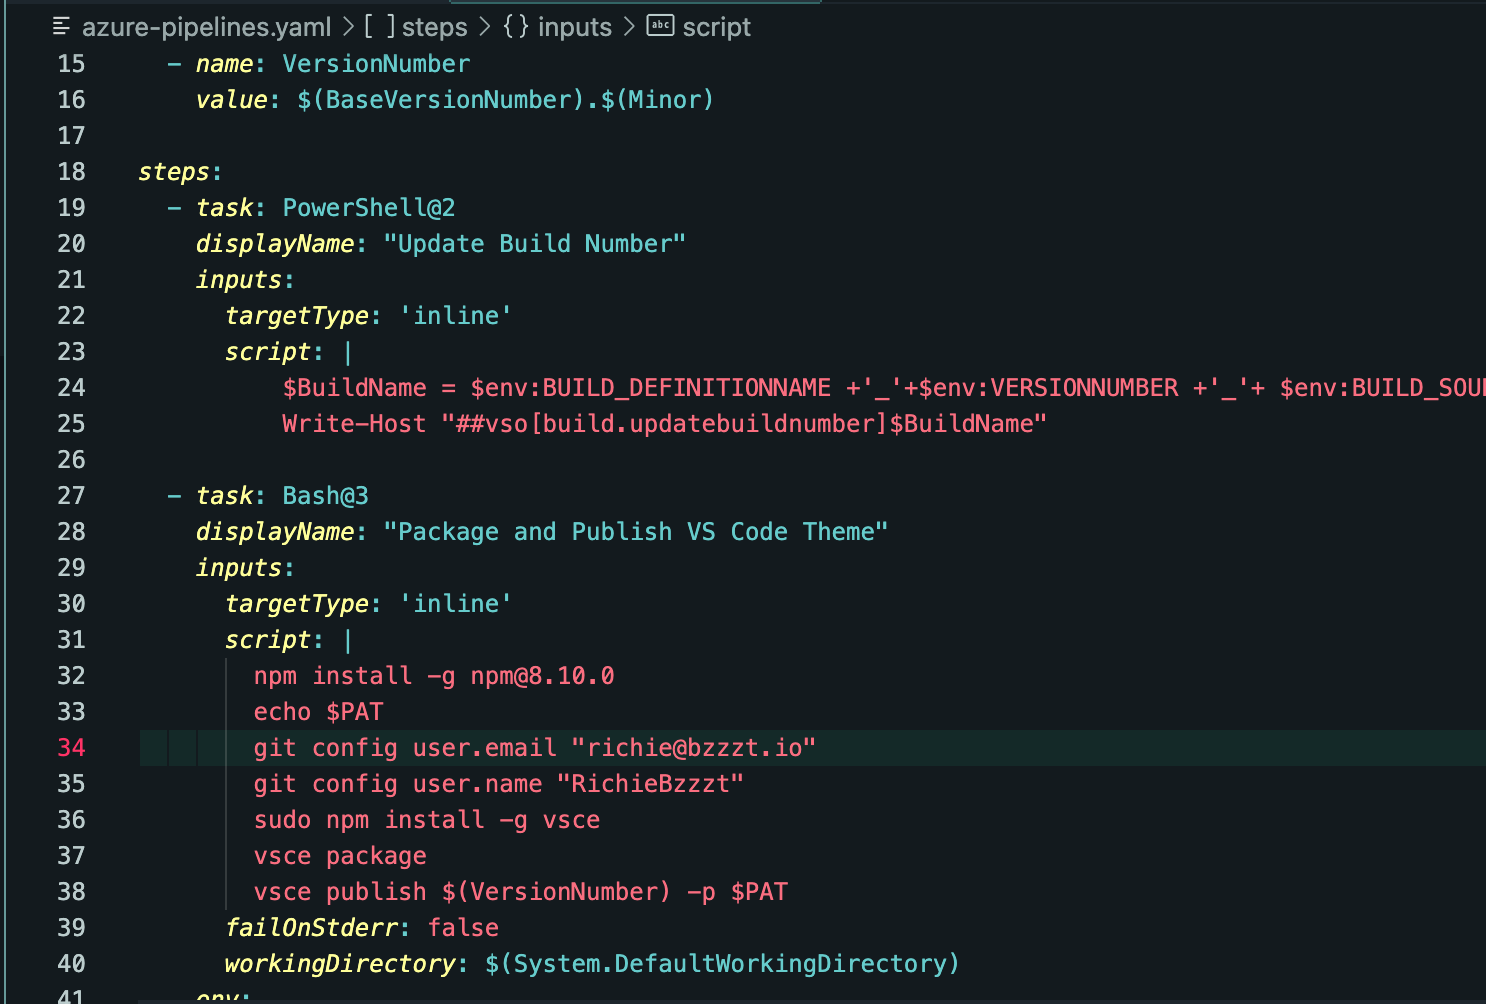 azure-pipelines.yaml > [ ] steps > {} inputs > abc script
15 - name: VersionNumber
16 value: $(BaseVersionNumber).$(Minor)
17
18 steps:
19 - task: PowerShell@2
20 displayName: "Update Build Number"
21 inputs:
22 targetType: 'inline'
23 script: |
24 $BuildName = $env:BUILD_DEFINITIONNAME +'_'+$env:VERSIONNUMBER +'_'+ $env:BUILD_SOU
25 Write-Host "##vso[build.updatebuildnumber]$BuildName"
26
27 - task: Bash@3
28 displayName: "Package and Publish VS Code Theme"
29 inputs:
30 targetType: 'inline'
31 script: |
32 npm install -g npm@8.10.0
33 echo $PAT
34 git config user.email "richie@bzzzt.io"
35 git config user.name "RichieBzzzt"
36 sudo npm install -g vsce
37 vsce package
38 vsce publish $(VersionNumber) -p $PAT
39 failOnStderr: false
40 workingDirectory: $(System.DefaultWorkingDirectory)
41 env: